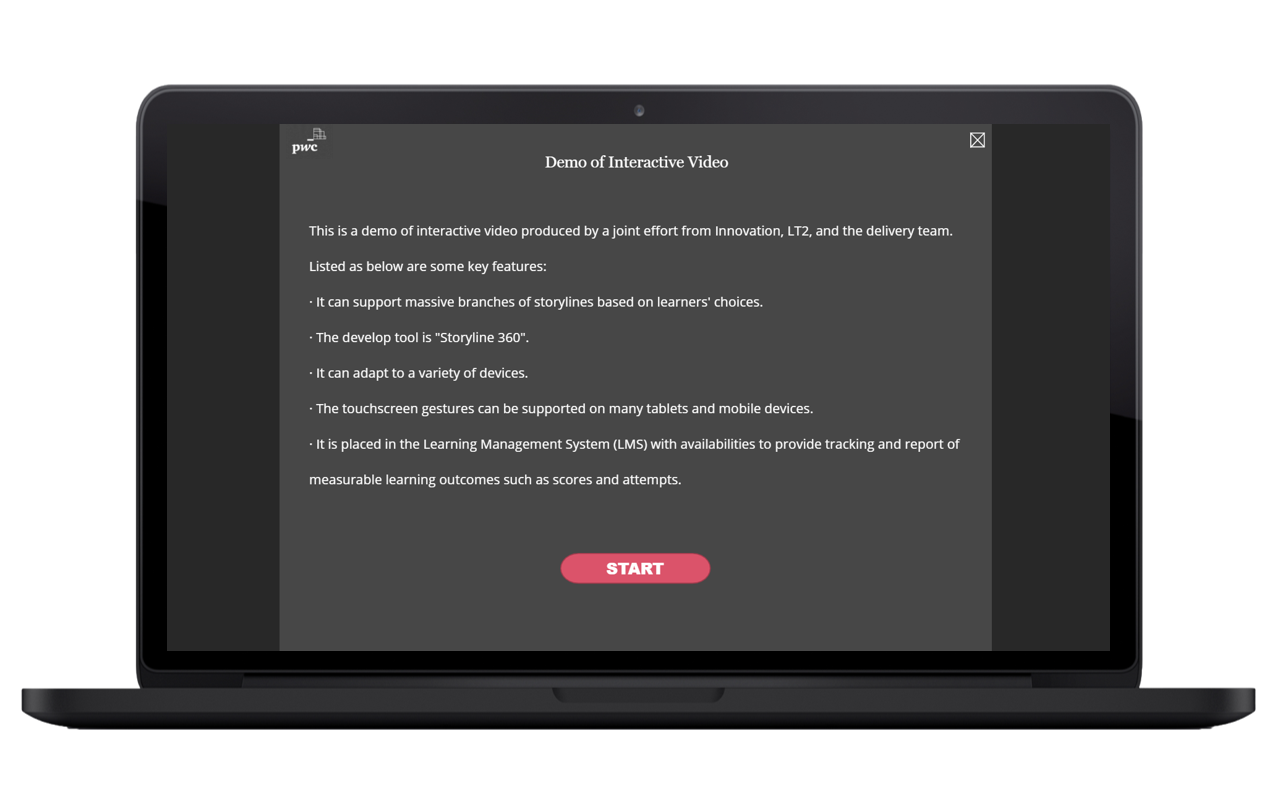 pwc
Demo of Interactive Video
This is a demo of interactive video produced by a joint effort from Innovation, LT2, and the delivery team.
Listed as below are some key features:
· It can support massive branches of storylines based on learners' choices.
· The develop tool is "Storyline 360".
· It can adapt to a variety of devices.
· The touchscreen gestures can be supported on many tablets and mobile devices.
· It is placed in the Learning Management System (LMS) with availabilities to provide tracking and report of
measurable learning outcomes such as scores and attempts.
START